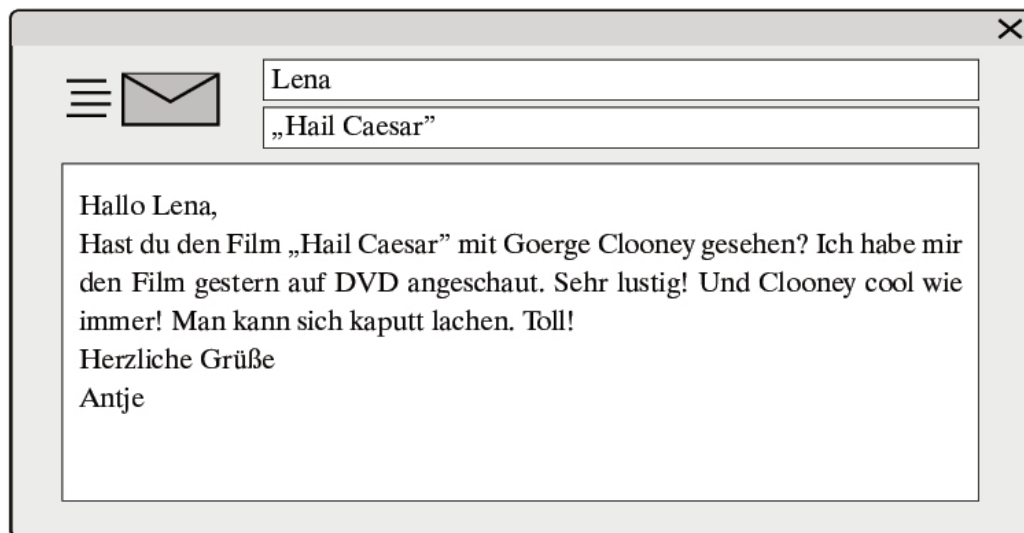 Lena
„Hail Caesar”
Hallo Lena,
Hast du den Film „Hail Caesar” mit Goerge Clooney gesehen? Ich habe mir
den Film gestern auf DVD angeschaut. Sehr lustig! Und Clooney cool wie
immer! Man kann sich kaputt lachen. Toll!
Herzliche Grüße
Antje